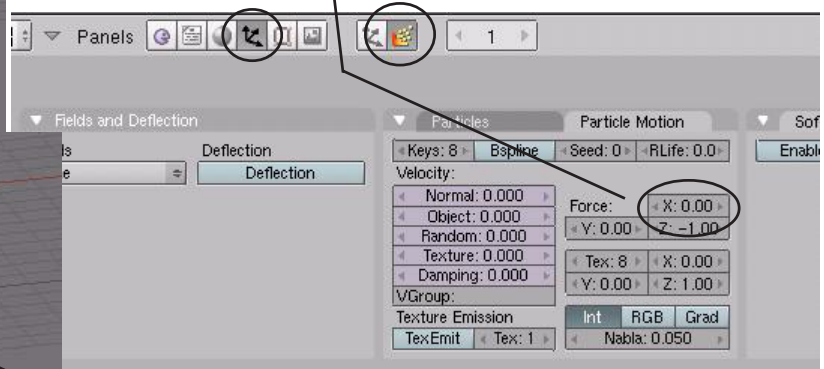 Panels
1
Fields and Deflection
Particles
Particle Motion
Deflection
Deflection
Keys: 8
Bspline
Seed: 0
RLife: 0.0
Velocity:
Normal: 0.000
Object: 0.000
Random: 0.000
Texture: 0.000
Damping: 0.000
VGroup:
Force:
X: 0.00
Y: 0.00
Z: -1.00
Tex: 8
X: 0.00
Y: 0.00
Z: 1.00
Texture Emission
TexEmit
Tex: 1
Int
RGB
Grad
Nabla: 0.050